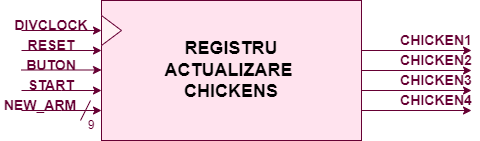 DIVCLOCK
RESET
BUTON
START
NEW_ARM
9
REGISTRU
ACTUALIZARE
CHICKENS
CHICKEN1
CHICKEN2
CHICKEN3
CHICKEN4